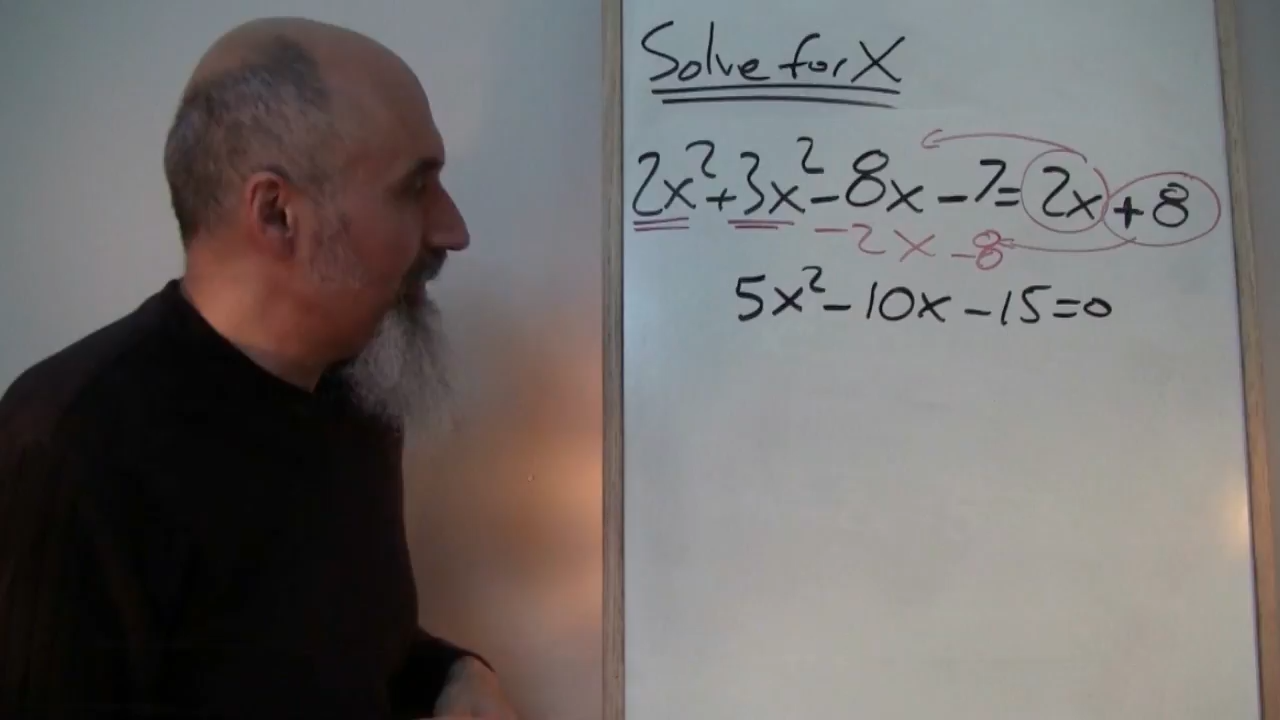 Solve for X
2x²+3x²-8x-7=2x+8
-2x-8
5x²-10x-15=0